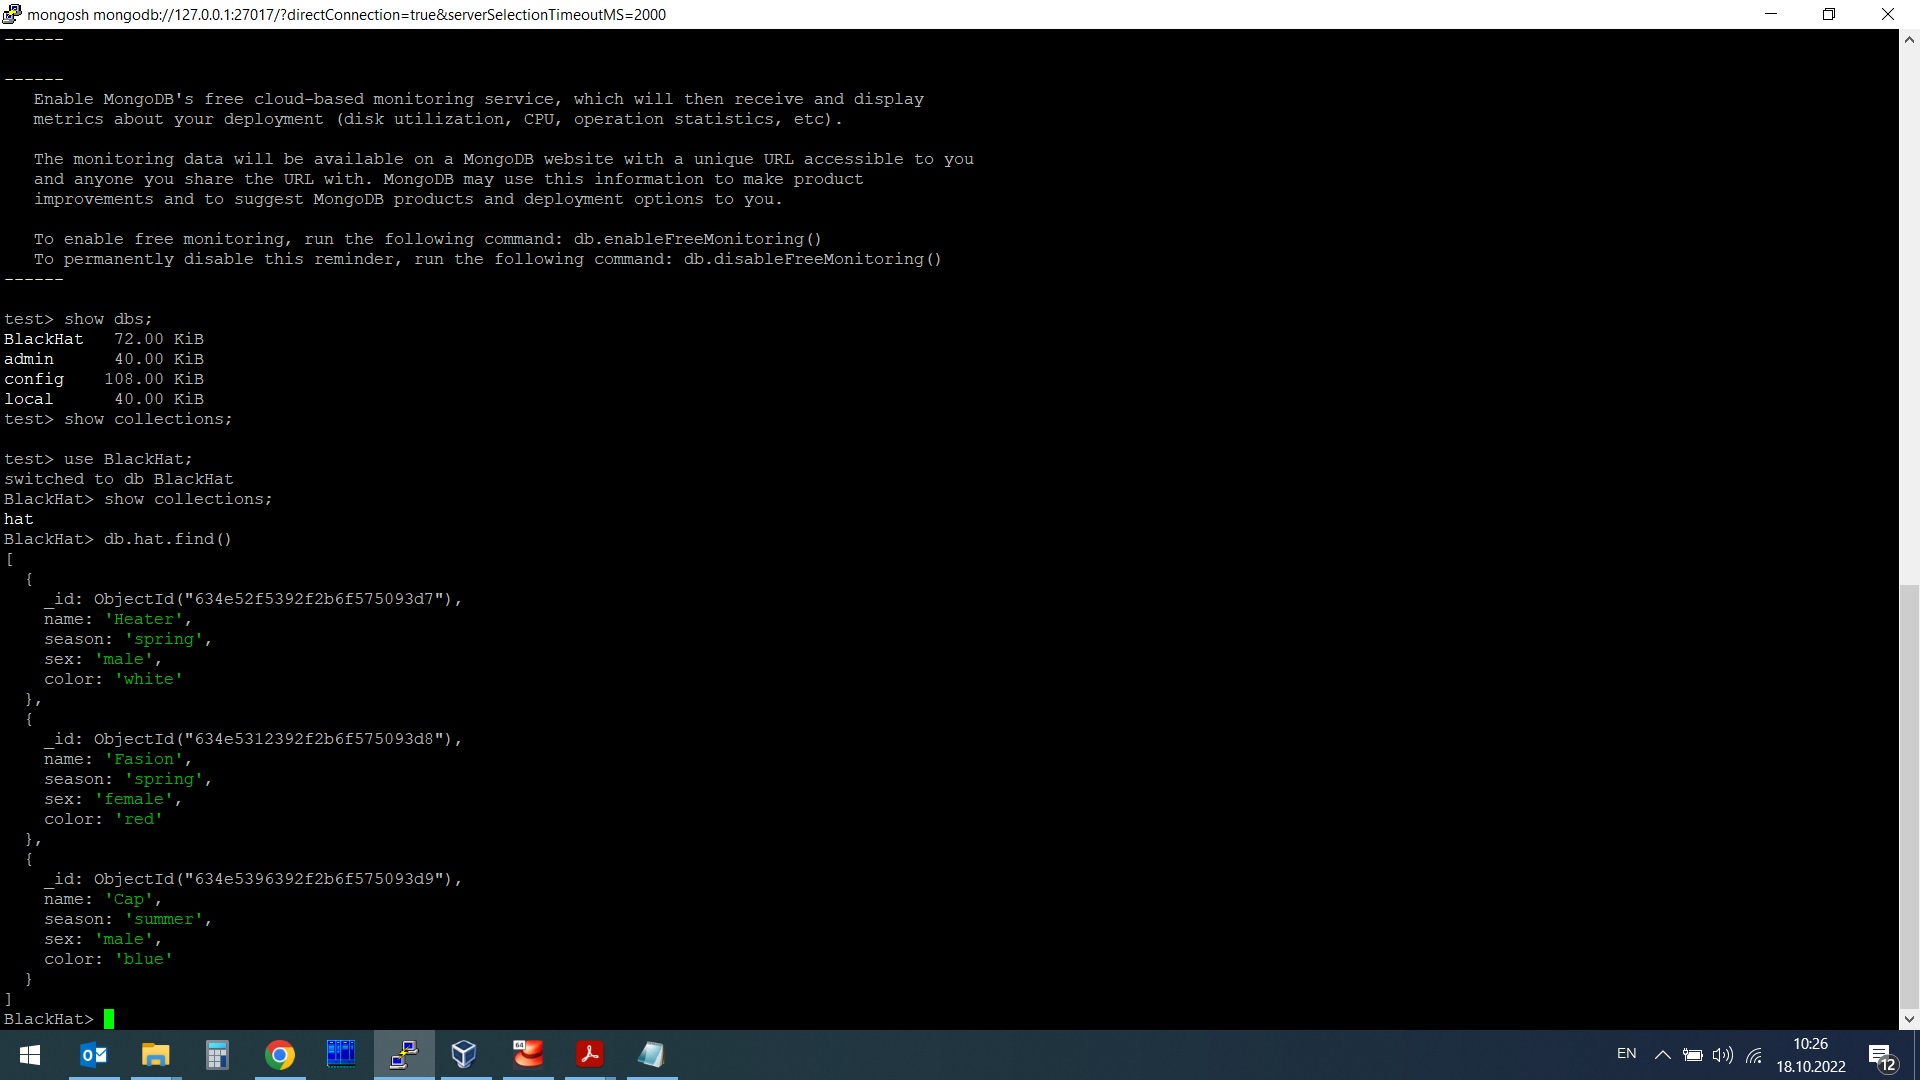 mongosh mongodb://127.0.0.1:27017/?directConnection=true&serverSelectionTimeoutMS=2000
------
------
   Enable MongoDB's free cloud-based monitoring service, which will then receive and display
   metrics about your deployment (disk utilization, CPU, operation statistics, etc).
   The monitoring data will be available on a MongoDB website with a unique URL accessible to you
   and anyone you share the URL with. MongoDB may use this information to make product
   improvements and to suggest MongoDB products and deployment options to you.
   To enable free monitoring, run the following command: db.enableFreeMonitoring()
   To permanently disable this reminder, run the following command: db.disableFreeMonitoring()
------
test> show dbs;
BlackHat   72.00 KiB
admin      40.00 KiB
config    108.00 KiB
local      40.00 KiB
test> show collections;
test> use BlackHat;
switched to db BlackHat
BlackHat> show collections;
hat
BlackHat> db.hat.find()
[
  {
    _id: ObjectId("634e52f5392f2b6f575093d7"),
    name: 'Heater',
    season: 'spring',
    sex: 'male',
    color: 'white'
  },
  {
    _id: ObjectId("634e5312392f2b6f575093d8"),
    name: 'Fasion',
    season: 'spring',
    sex: 'female',
    color: 'red'
  },
  {
    _id: ObjectId("634e5396392f2b6f575093d9"),
    name: 'Cap',
    season: 'summer',
    sex: 'male',
    color: 'blue'
  }
]
BlackHat>
EN
10:26
18.10.2022
12
64